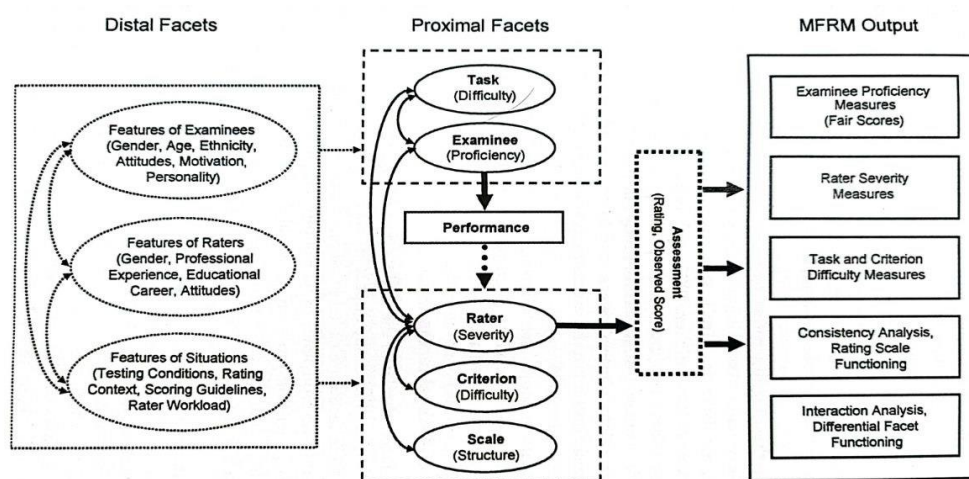 Distal Facets
Features of Examinees
(Gender, Age, Ethnicity,
Attitudes, Motivation,
Personality)
Features of Raters
(Gender, Professional
Experience, Educational
Career, Attitudes)
Features of Situations
(Testing Conditions, Rating
Context, Scoring Guidelines,
Rater Workload)
Proximal Facets
Task
(Difficulty)
Examinee
(Proficiency)
Performance
Rater
(Severity)
Criterion
(Difficulty)
Scale
(Structure)
Assessment
(Rating, Observed Score)
MFRM Output
Examinee Proficiency
Measures
(Fair Scores)
Rater Severity
Measures
Task and Criterion
Difficulty Measures
Consistency Analysis,
Rating Scale
Functioning
Interaction Analysis,
Differential Facet
Functioning